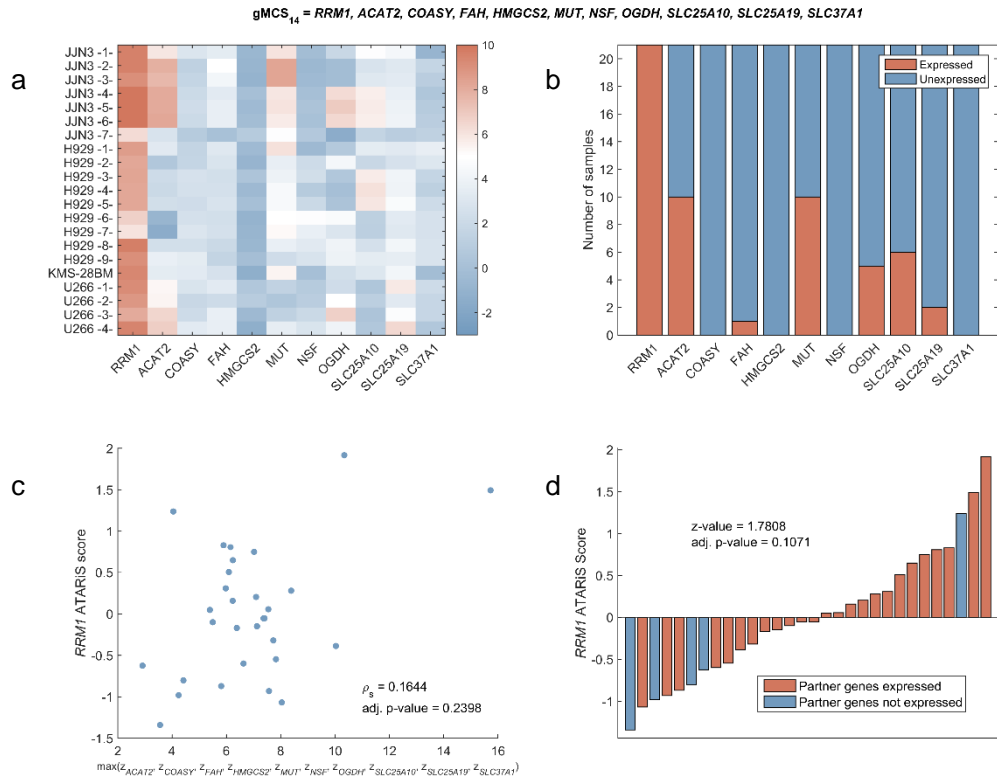 gMCS14 = RRM1, ACAT2, COASY, FAH, HMGCS2, MUT, NSF, OGDH, SLC25A10, SLC25A19, SLC37A1
a
JJN3 -1-
JJN3 -2-
JJN3 -3-
JJN3 -4-
JJN3 -5-
JJN3 -6-
JJN3 -7-
H929 -1-
H929 -2-
H929 -3-
H929 -4-
H929 -5-
H929 -6-
H929 -7-
H929 -8-
H929 -9-
KMS-28BM
U266 -1-
U266 -2-
U266 -3-
U266 -4-
RRM1
ACAT2
COASY
FAH
HMGCS2
MUT
NSF
OGDH
SLC25A10
SLC25A19
SLC37A1
10
8
6
4
2
0
-2
b
Expressed
Unexpressed
Number of samples
20
18
16
14
12
10
8
6
4
2
0
RRM1
ACAT2
COASY
FAH
HMGCS2
MUT
NSF
OGDH
SLC25A10
SLC25A19
SLC37A1
c
RRM1 ATARiS score
2
1.5
1
0.5
0
-0.5
-1
-1.5
ρs = 0.1644
adj. p-value = 0.2398
2 4 6 8 10 12 14 16
max(zACAT2, zCOASY, zFAH, zHMGCS2, zMUT, zNSF, zOGDH, zSLC25A10, zSLC25A19, zSLC37A1)
d
RRM1 ATARiS Score
2
1.5
1
0.5
0
-0.5
-1
z-value = 1.7808
adj. p-value = 0.1071
Partner genes expressed
Partner genes not expressed